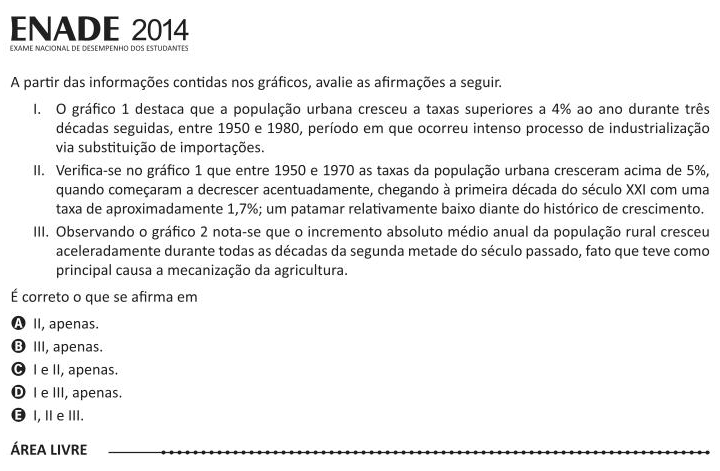 ENADE 2014
EXAME NACIONAL DE DESEMPENHO DOS ESTUDANTES
A partir das informações contidas nos gráficos, avalie as afirmações a seguir.
I. O gráfico 1 destaca que a população urbana cresceu a taxas superiores a 4% ao ano durante três
décadas seguidas, entre 1950 e 1980, período em que ocorreu intenso processo de industrialização
via substituição de importações.
II. Verifica-se no gráfico 1 que entre 1950 e 1970 as taxas da população urbana cresceram acima de 5%,
quando começaram a decrescer acentuadamente, chegando à primeira década do século XXI com uma
taxa de aproximadamente 1,7%; um patamar relativamente baixo diante do histórico de crescimento.
III. Observando o gráfico 2 nota-se que o incremento absoluto médio anual da população rural cresceu
aceleradamente durante todas as décadas da segunda metade do século passado, fato que teve como
principal causa a mecanização da agricultura.
É correto o que se afirma em
A II, apenas.
B III, apenas.
C I e II, apenas.
D I e III, apenas.
E I, II e III.
ÁREA LIVRE